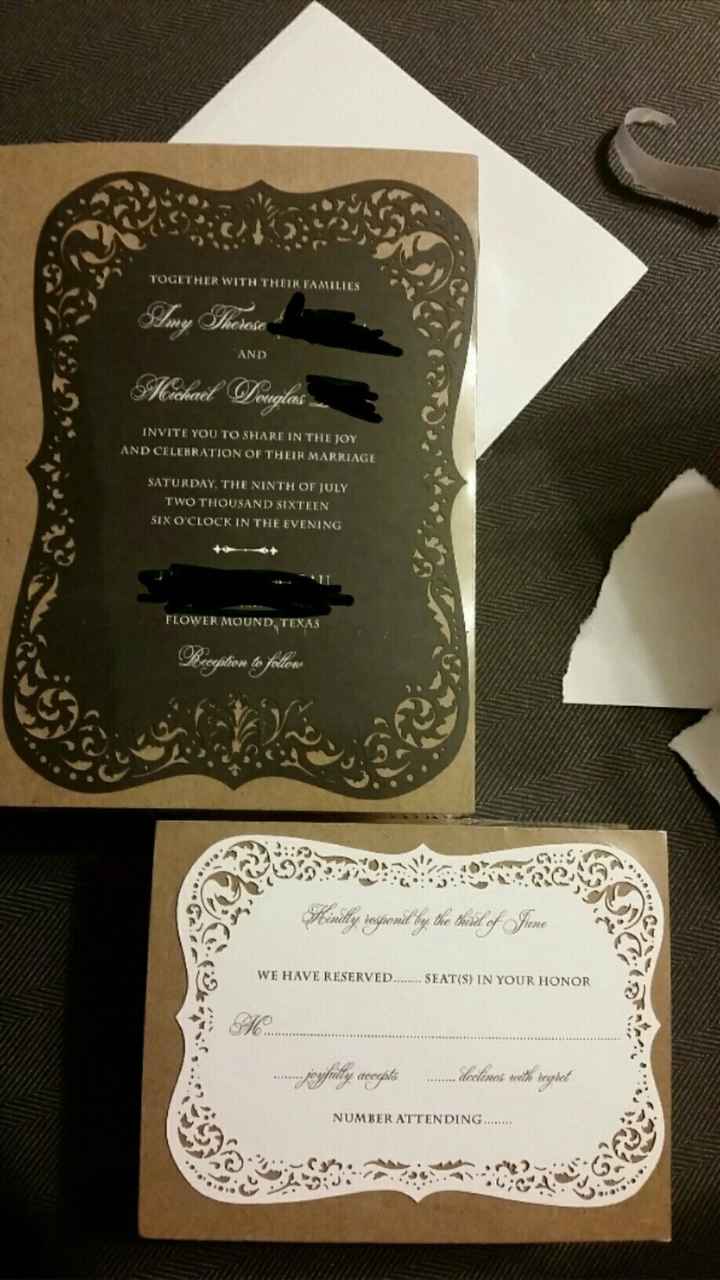 TOGETHER WITH THEIR FAMILIES
Amy Therese
AND
Michael Douglas
INVITE YOU TO SHARE IN THE JOY
AND CELEBRATION OF THEIR MARRIAGE
SATURDAY, THE NINTH OF JULY
TWO THOUSAND SIXTEEN
SIX O'CLOCK IN THE EVENING
FLOWER MOUND, TEXAS
Reception to follow
Kindly respond by the third of June
WE HAVE RESERVED........ SEAT(S) IN YOUR HONOR
M
........joyfully accepts ........declines with regret
NUMBER ATTENDING........